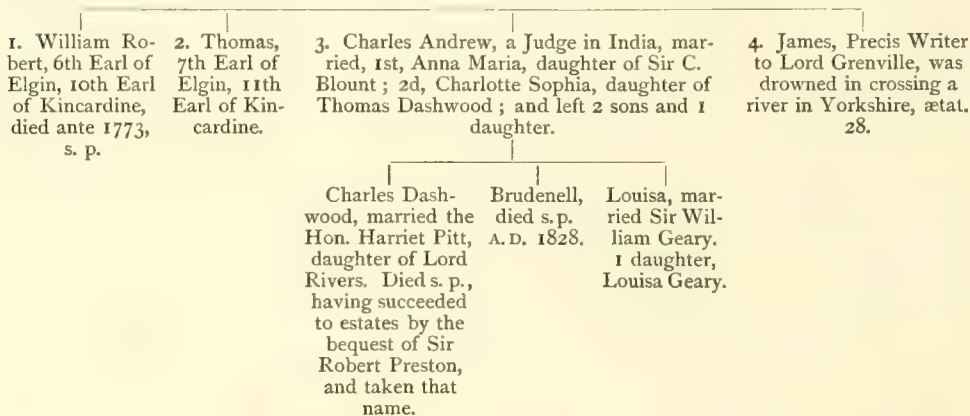 1. William Ro-
bert, 6th Earl of
Elgin, 10th Earl
of Kincardine,
died ante 1773,
s. p.
2. Thomas,
7th Earl of
Elgin, 11th
Earl of Kin-
cardine.
3. Charles Andrew, a Judge in India, mar-
ried, 1st, Anna Maria, daughter of Sir C.
Blount ; 2d, Charlotte Sophia, daughter of
Thomas Dashwood ; and left 2 sons and 1
daughter.
4. James, Precis Writer
to Lord Grenville, was
drowned in crossing a
river in Yorkshire, ætat.
28.
Charles Dash-
wood, married the
Hon. Harriet Pitt,
daughter of Lord
Rivers. Died s. p.,
having succeeded
to estates by the
bequest of Sir
Robert Preston,
and taken that
name.
Brudenell,
died s. p.
A.D. 1828.
Louisa, mar-
ried Sir Wil-
liam Geary.
1 daughter,
Louisa Geary.